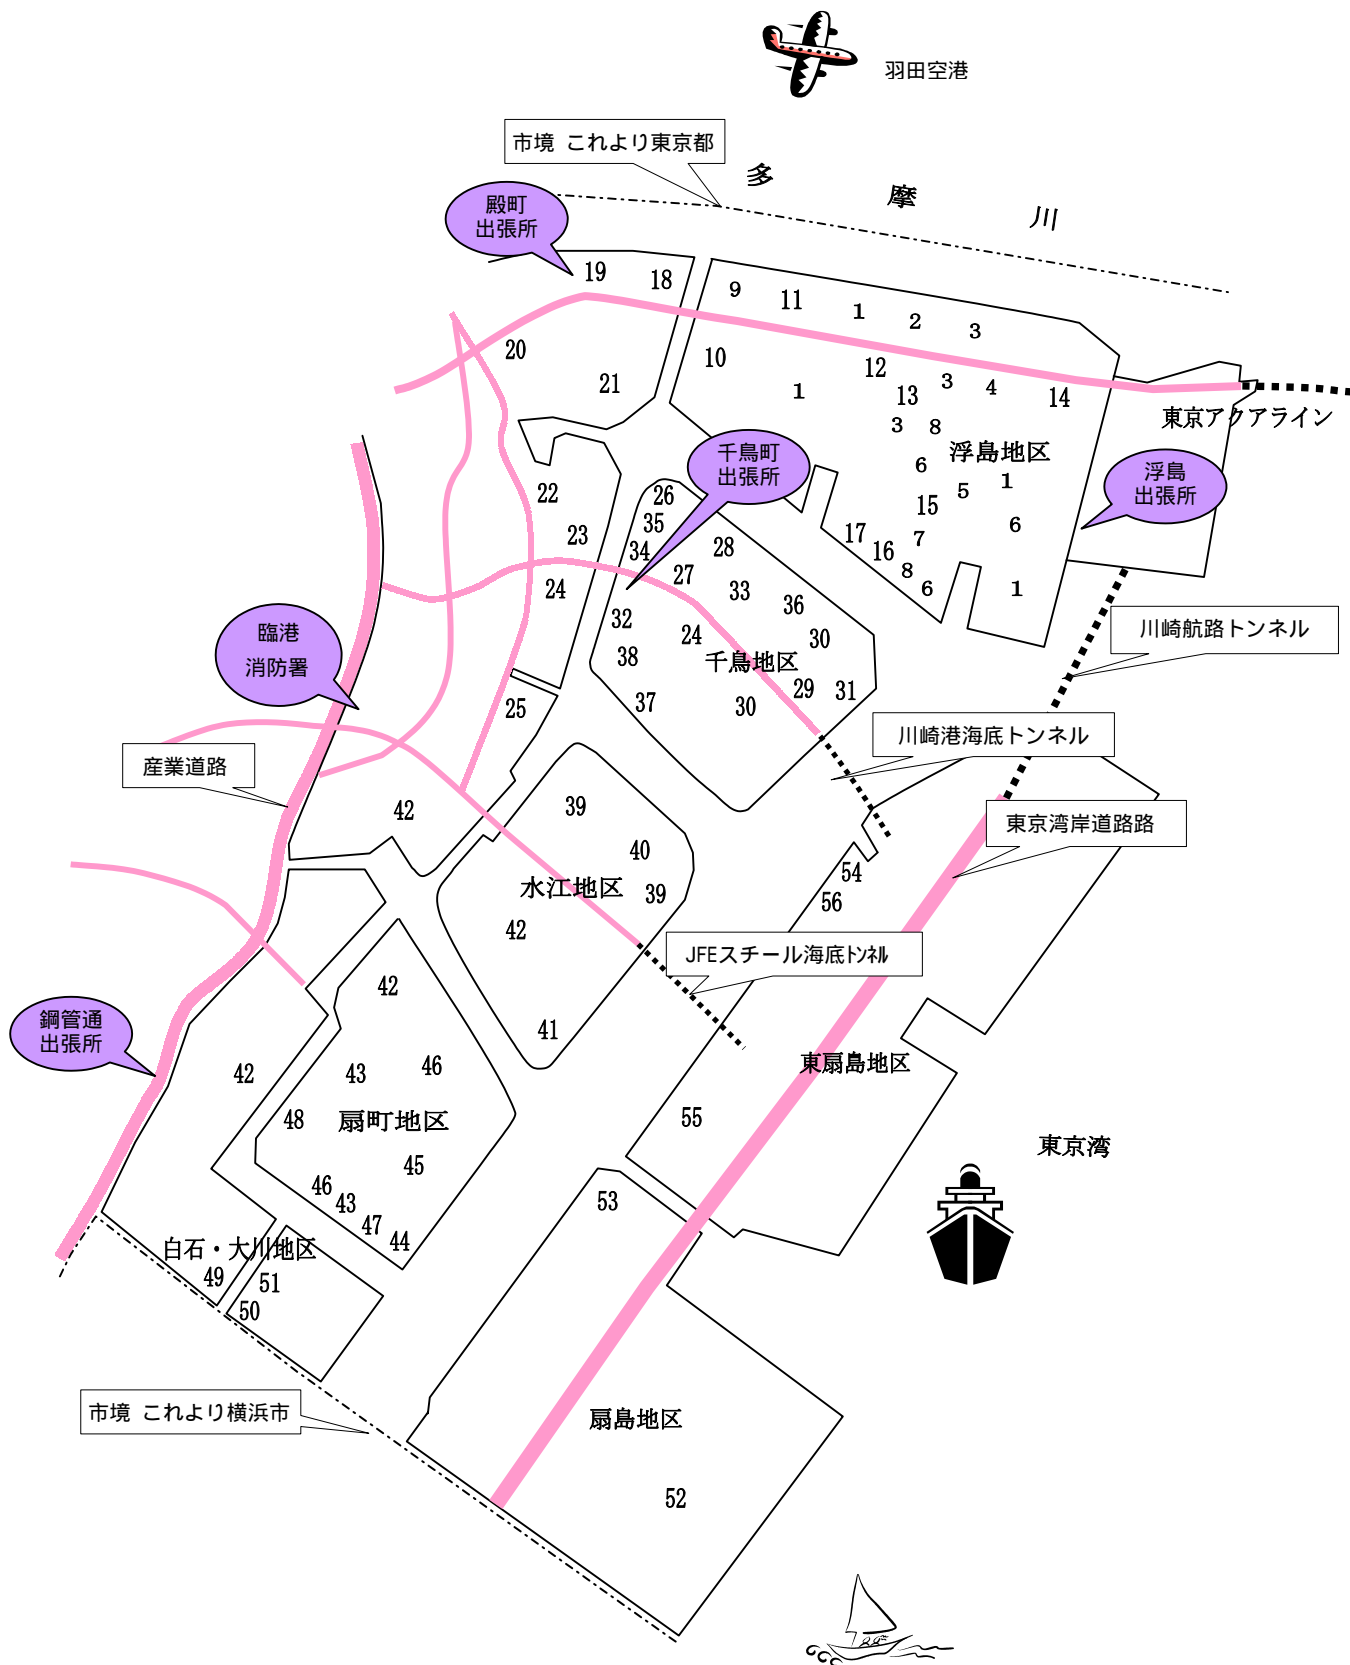 羽田空港
市境 これより東京都
多摩川
殿町
出張所
19
18
9
11
1
2
3
20
21
10
1
12
13
3
4
14
東京アクアライン
3
8
浮島地区
6
5
1
15
6
17
16
7
8
6
1
千鳥町
出張所
浮島
出張所
22
23
24
25
26
35
34
28
27
33
36
32
24
30
38
千鳥地区
37
30
29
31
臨港
消防署
川崎航路トンネル
川崎港海底トンネル
産業道路
東京湾岸道路路
42
39
40
水江地区
39
42
41
54
56
JFEスチール海底トンネル
42
43
46
42
48
扇町地区
45
46
43
47
44
鋼管通
出張所
東扇島地区
55
東京湾
53
白石・大川地区
49
51
50
市境 これより横浜市
扇島地区
52